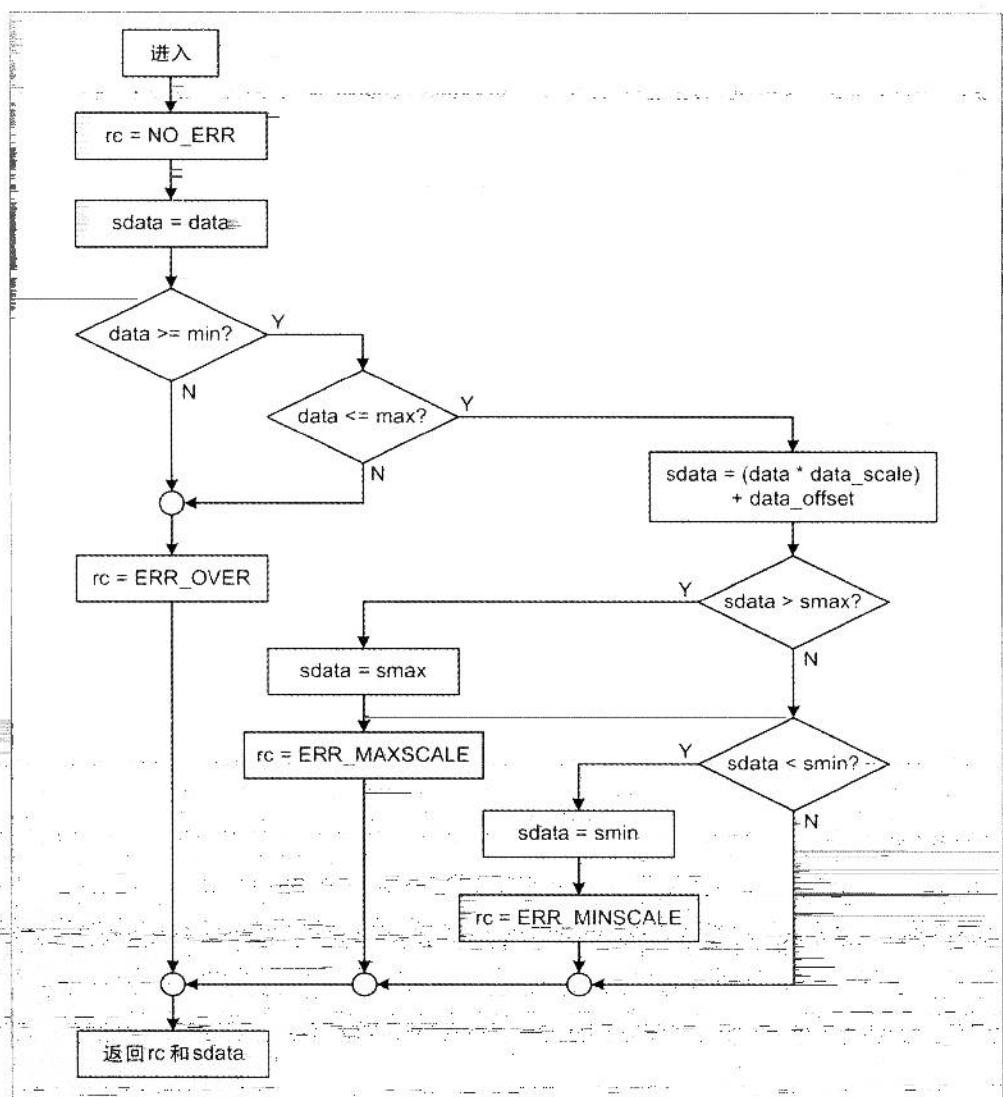 进入
rc = NO_ERR
sdata = data
data >= min?
Y
N
data <= max?
Y
N
sdata = (data * data_scale)
+ data_offset
rc = ERR_OVER
sdata > smax?
Y
N
sdata = smax
rc = ERR_MAXSCALE
sdata < smin?
Y
N
sdata = smin
rc = ERR_MINSCALE
返回rc 和sdata